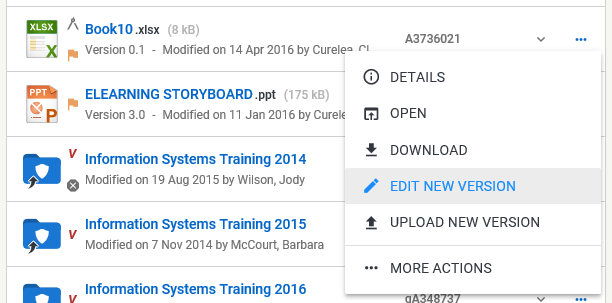 XLSX
Book10.xlsx (8 kB)
A3736021
Version 0.1 - Modified on 14 Apr 2016 by Curelea,
DETAILS
PPT
ELEARNING STORYBOARD.ppt (175 kB)
Version 3.0 - Modified on 11 Jan 2016 by Curele
OPEN
DOWNLOAD
V
Information Systems Training 2014
Modified on 19 Aug 2015 by Wilson, Jody
EDIT NEW VERSION
UPLOAD NEW VERSION
V
Information Systems Training 2015
Modified on 7 Nov 2014 by McCourt, Barbara
MORE ACTIONS
V
Information Systems Training 2016
qA348737